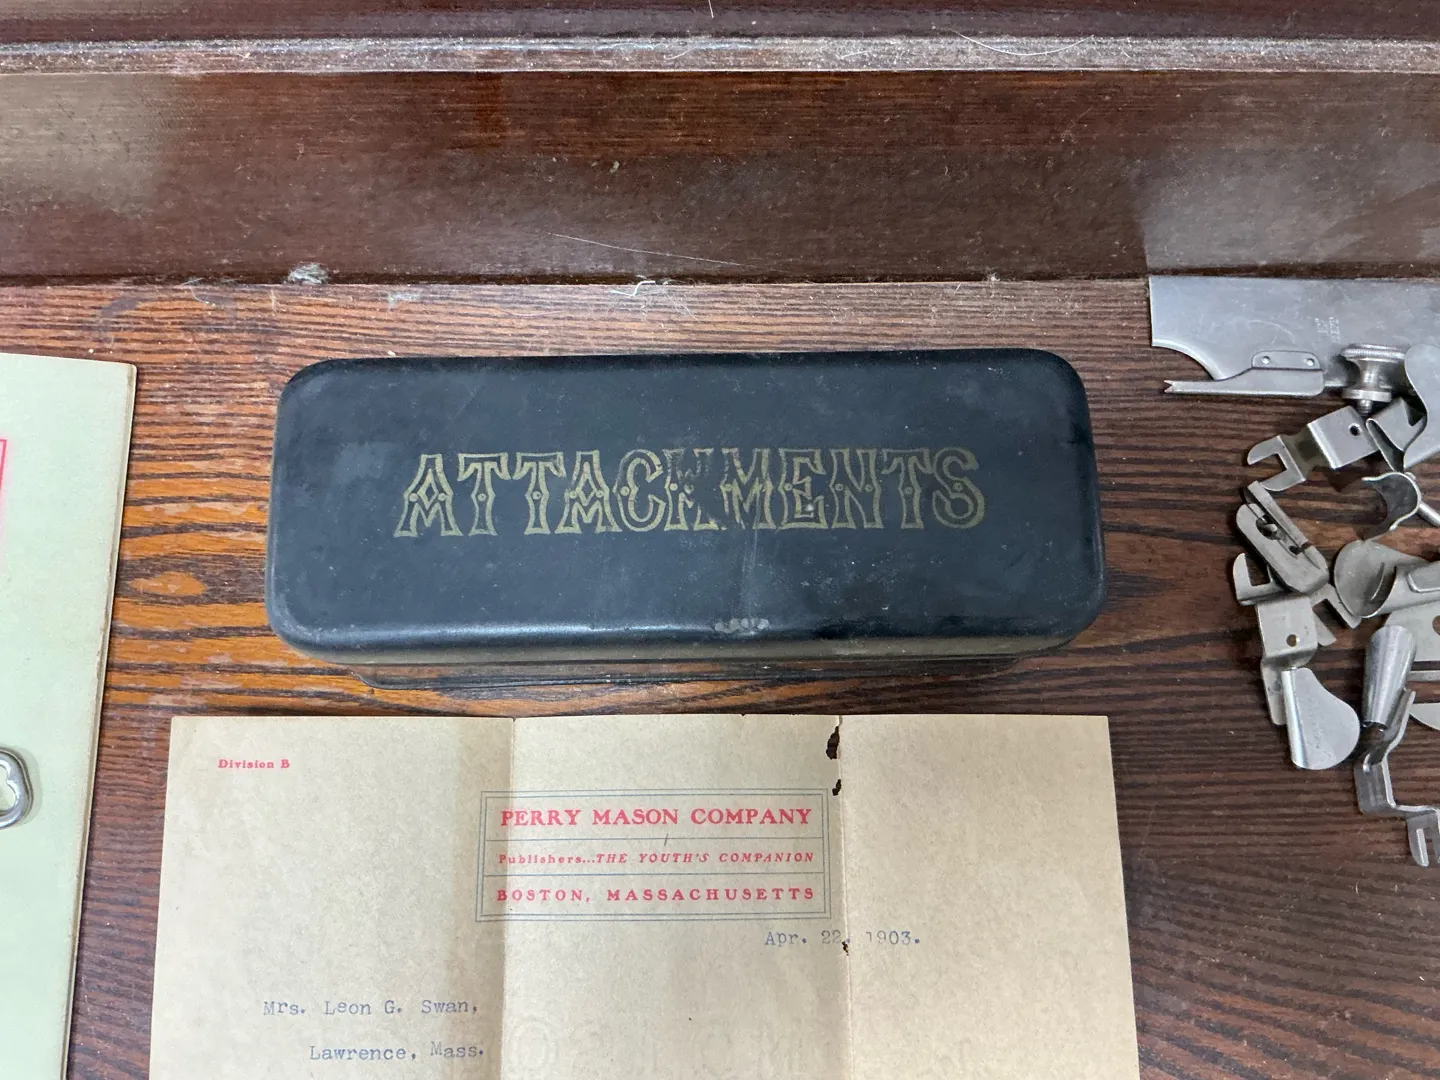 ATTACHMENTS
Division B
PERRY MASON COMPANY
Publishers...THE YOUTH'S COMPANION
BOSTON, MASSACHUSETTS
Apr. 22, 1903.
Mrs. Leon G. Swan,
Lawrence, Mass.